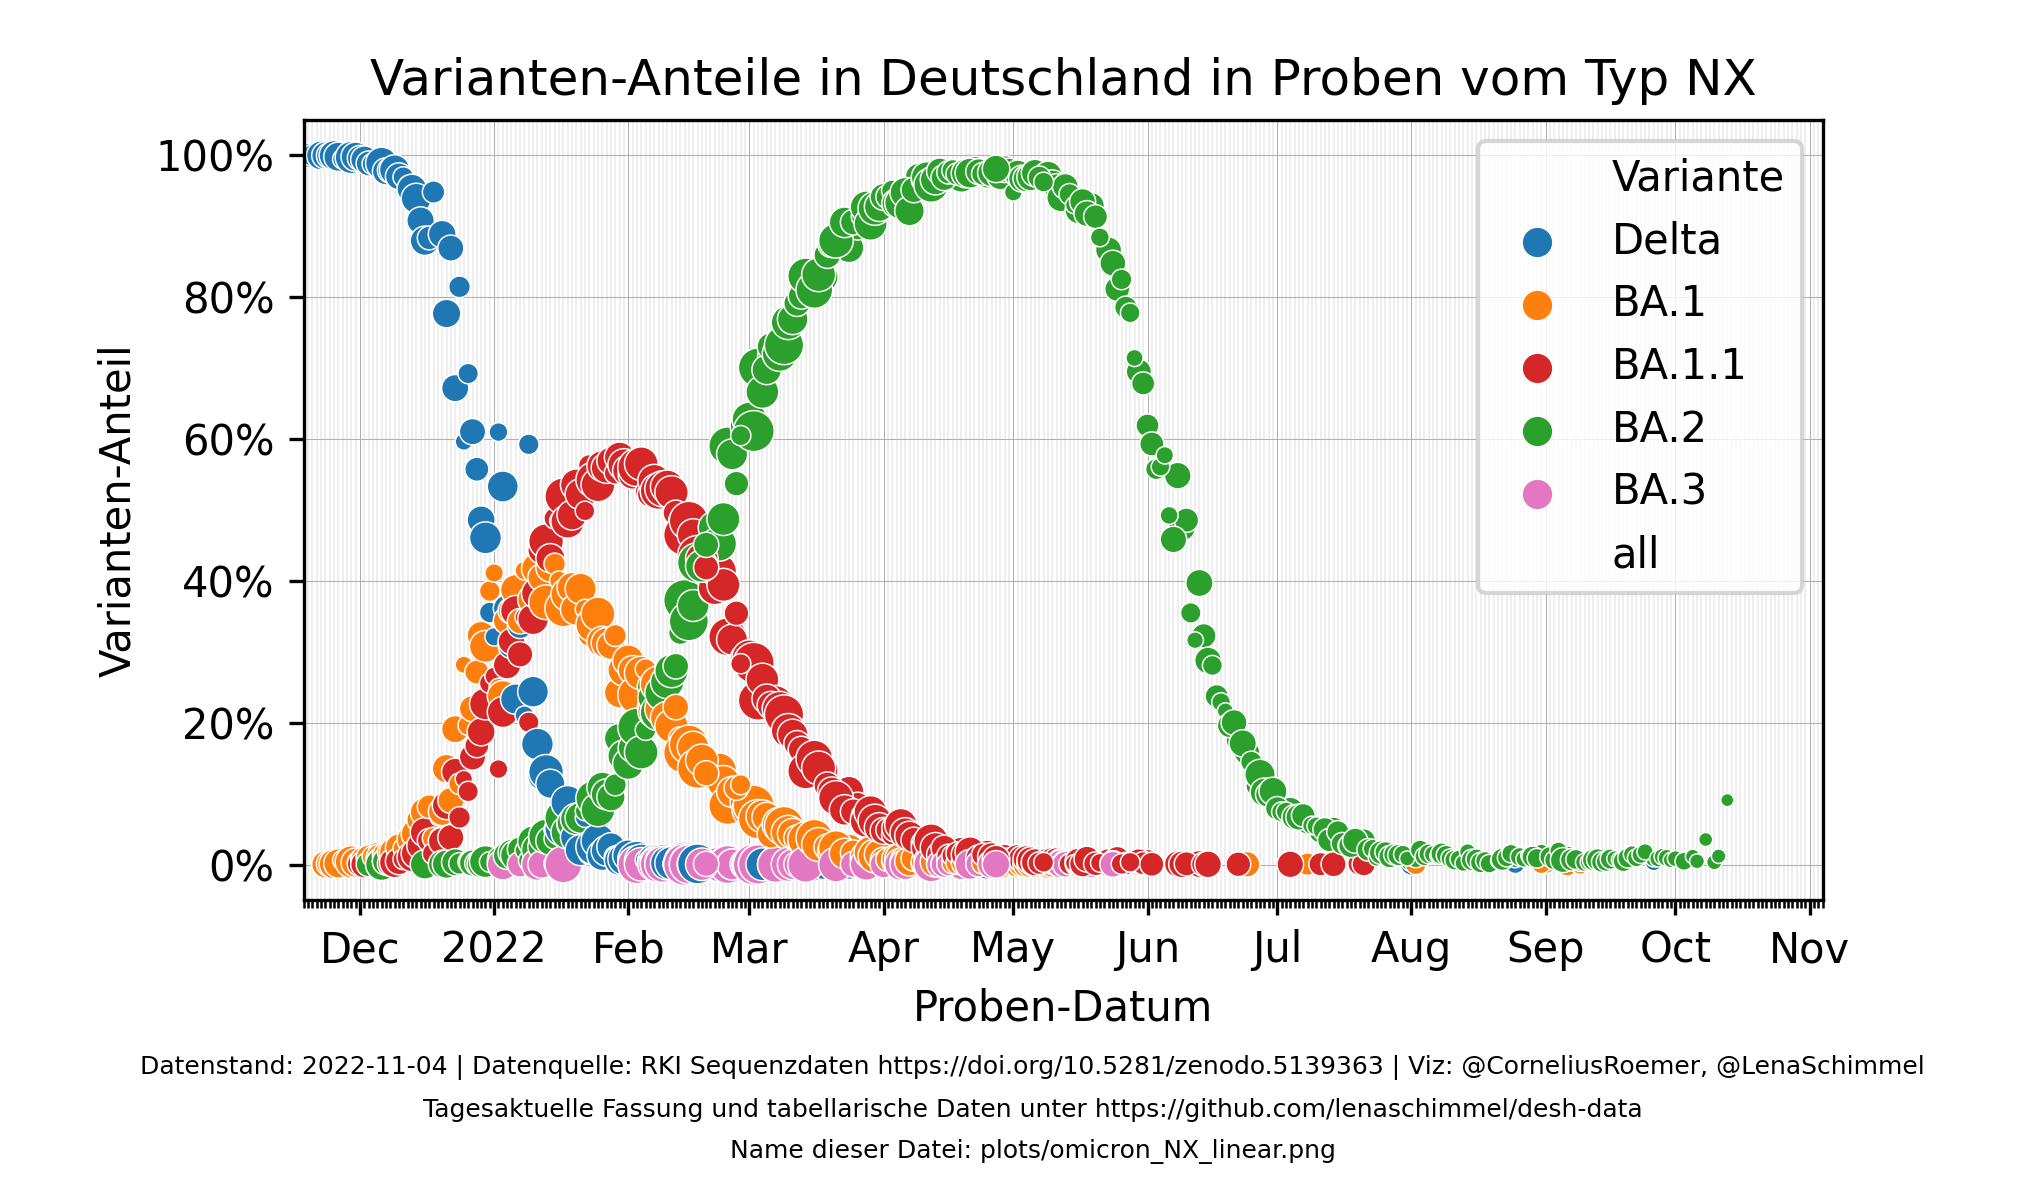 Varianten-Anteile in Deutschland in Proben vom Typ NX
Varianten-Anteil
100%
80%
60%
40%
20%
0%
Variante
Delta
BA.1
BA.1.1
BA.2
BA.3
all
Dec 2022 Feb Mar Apr May Jun Jul Aug Sep Oct Nov
Proben-Datum
Datenstand: 2022-11-04 | Datenquelle: RKI Sequenzdaten https://doi.org/10.5281/zenodo.5139363 | Viz: @CorneliusRoemer, @LenaSchimmel
Tagesaktuelle Fassung und tabellarische Daten unter https://github.com/lenaschimmel/desh-data
Name dieser Datei: plots/omicron_NX_linear.png